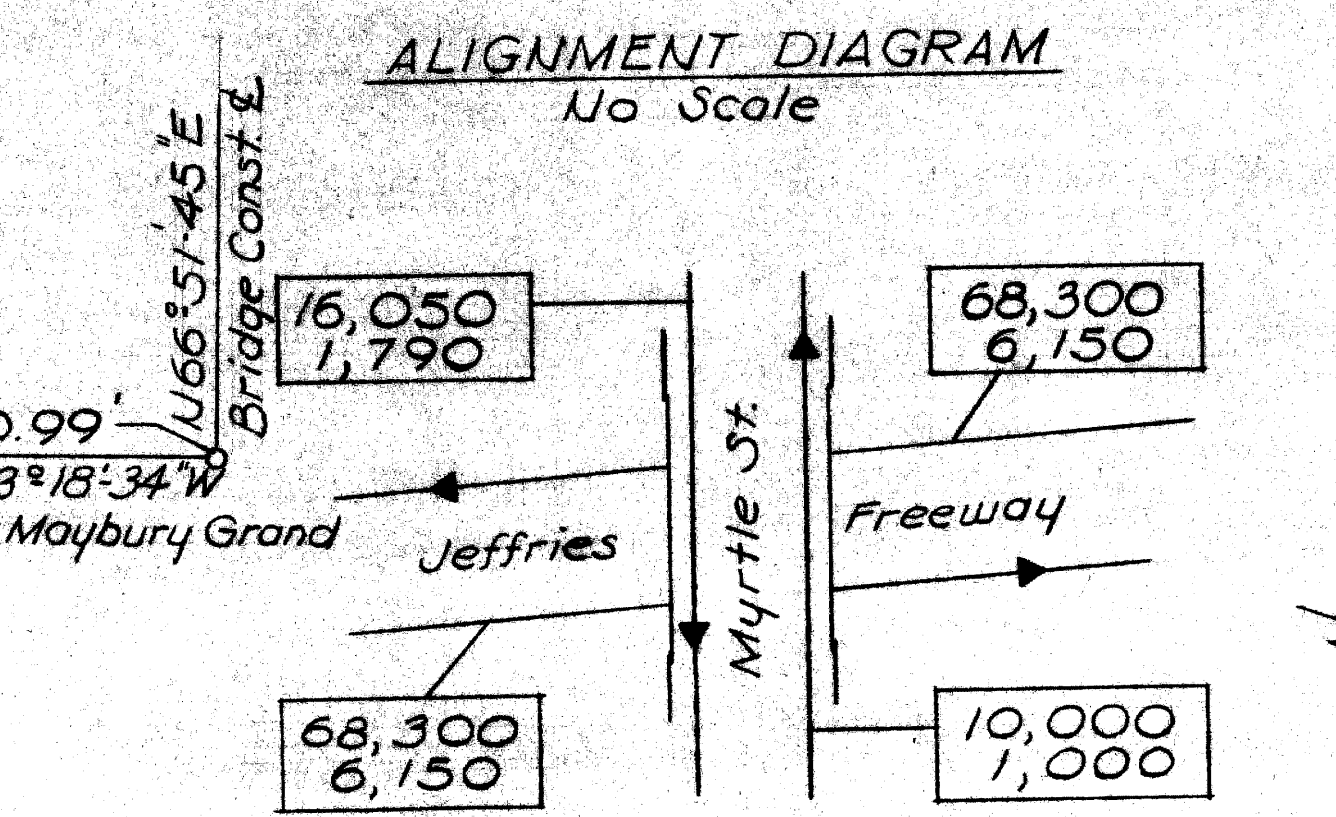 ALIGNMENT DIAGRAM
No Scale
N66°-51'-45"E
Bridge Const. ℄
.99'
3°18'-34"W
Maybury Grand
16,050
1,790
68,300
6,150
Myrtle St.
Jeffries
Freeway
68,300
6,150
10,000
1,000